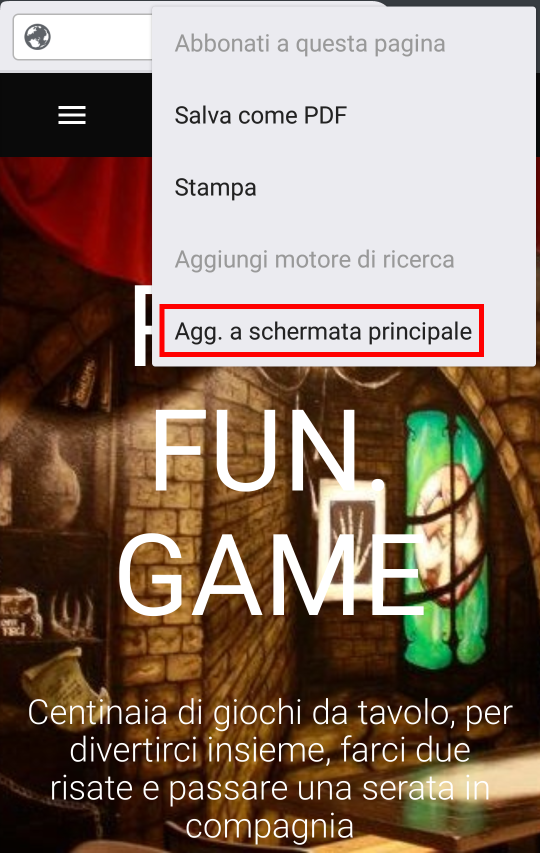 Abbonati a questa pagina
Salva come PDF
Stampa
Aggiungi motore di ricerca
Agg. a schermata principale
FUN.
GAME
Centinaia di giochi da tavolo, per
divertirci insieme, farci due
risate e passare una serata in
compagnia